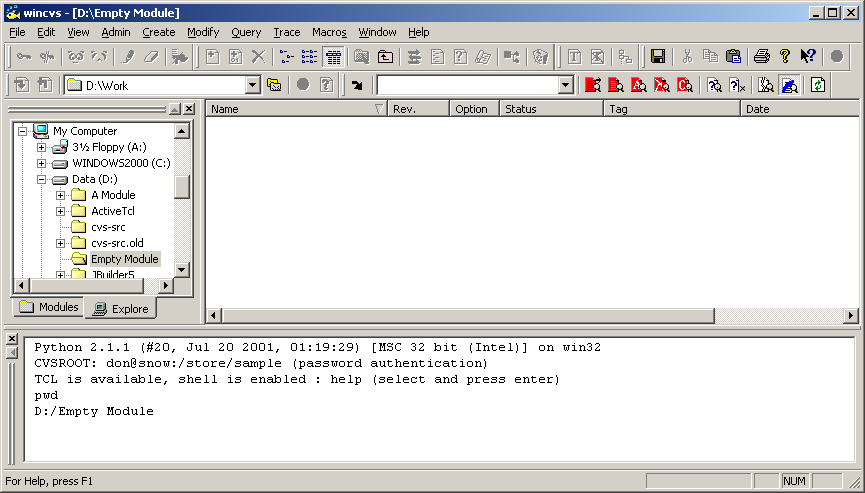 wincvs - [D:\Empty Module]
File Edit View Admin Create Modify Query Trace Macros Window Help
D:\Work
Name Rev. Option Status Tag Date
My Computer
3½ Floppy (A:)
WINDOWS2000 (C:)
Data (D:)
A Module
ActiveTcl
cvs-src
cvs-src.old
Empty Module
JBuilder5
Modules Explore
Python 2.1.1 (#20, Jul 20 2001, 01:19:29) [MSC 32 bit (Intel)] on win32
CVSROOT: don@snow:/store/sample (password authentication)
TCL is available, shell is enabled : help (select and press enter)
pwd
D:/Empty Module
For Help, press F1 NUM